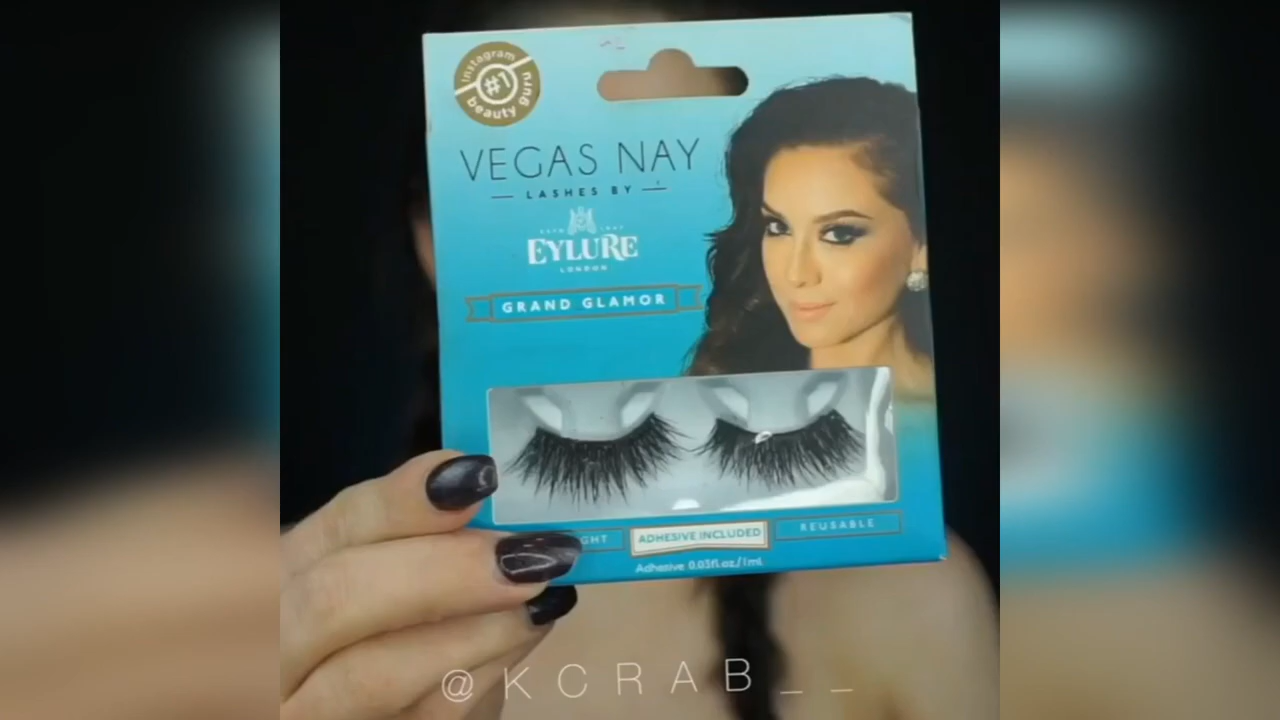 Instagram
#1
beauty guru
VEGAS NAY
LASHES BY
EYLURE
LONDON
GRAND GLAMOR
ADHESIVE INCLUDED
REUSABLE
Adhesive 0.03fl.oz./1mL
@KCRAB__